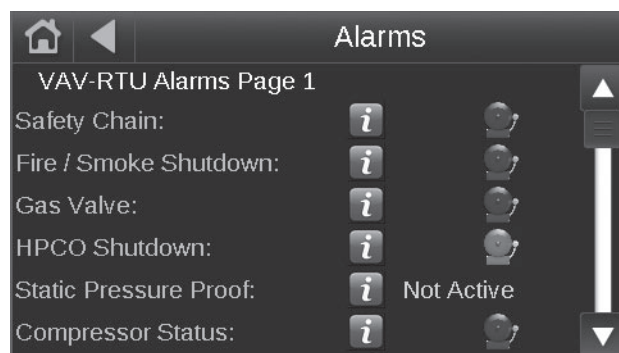 Alarms
VAV-RTU Alarms Page 1
Safety Chain: i
Fire / Smoke Shutdown: i
Gas Valve: i
HPCO Shutdown: i
Static Pressure Proof: i Not Active
Compressor Status: i